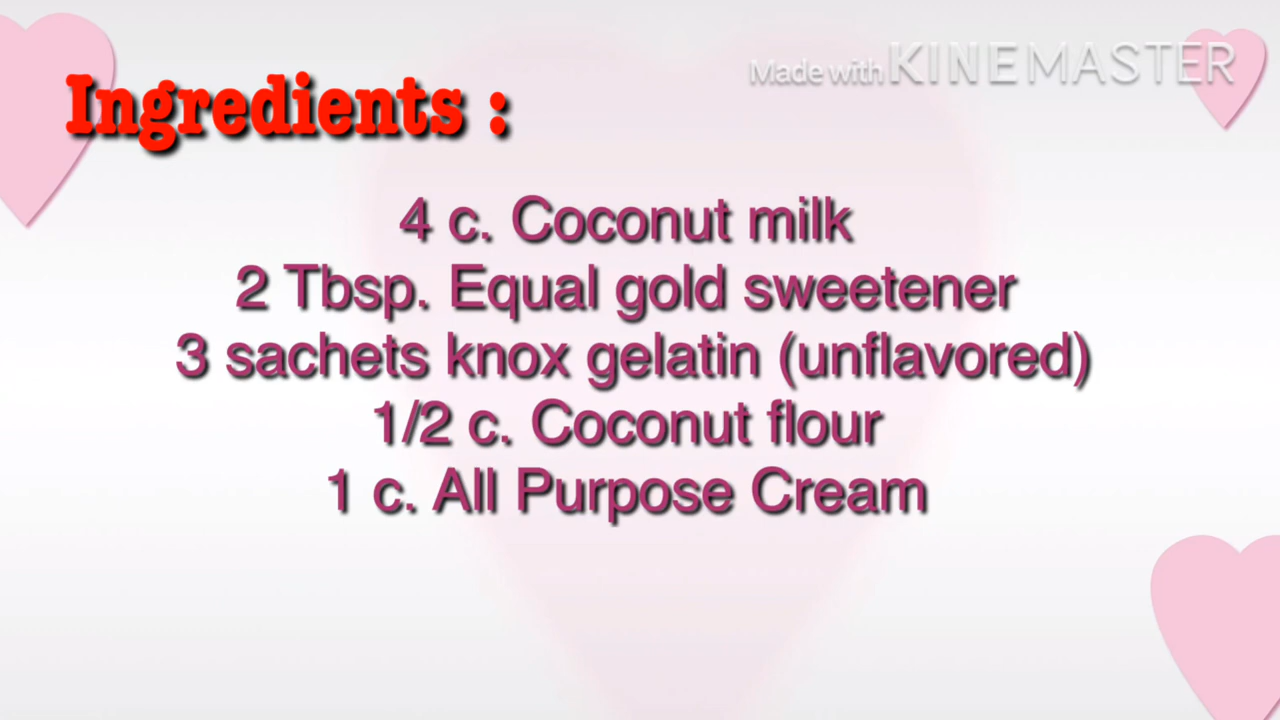 Made with KINEMASTER
Ingredients :
4 c. Coconut milk
2 Tbsp. Equal gold sweetener
3 sachets knox gelatin (unflavored)
1/2 c. Coconut flour
1 c. All Purpose Cream